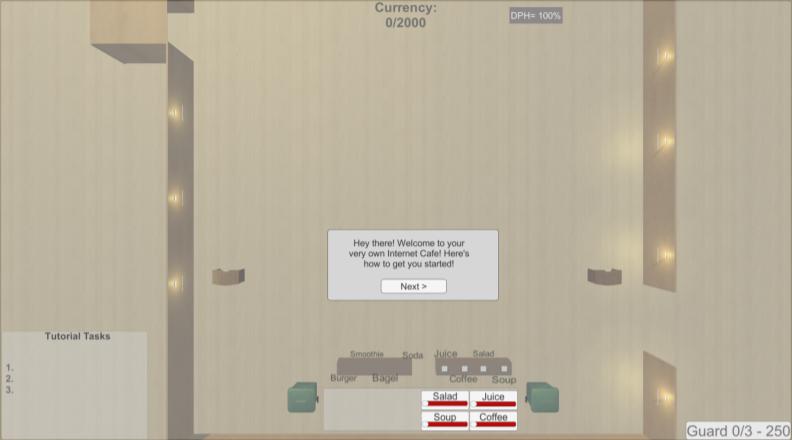 Currency:
0/2000
DPH= 100%
Hey there! Welcome to your
very own Internet Cafe! Here's
how to get you started!
Next >
Tutorial Tasks
1.
2.
3.
Smoothie Soda Juice Salad
Burger Bagel Coffee Soup
Salad Juice
Soup Coffee
Guard 0/3 - 250